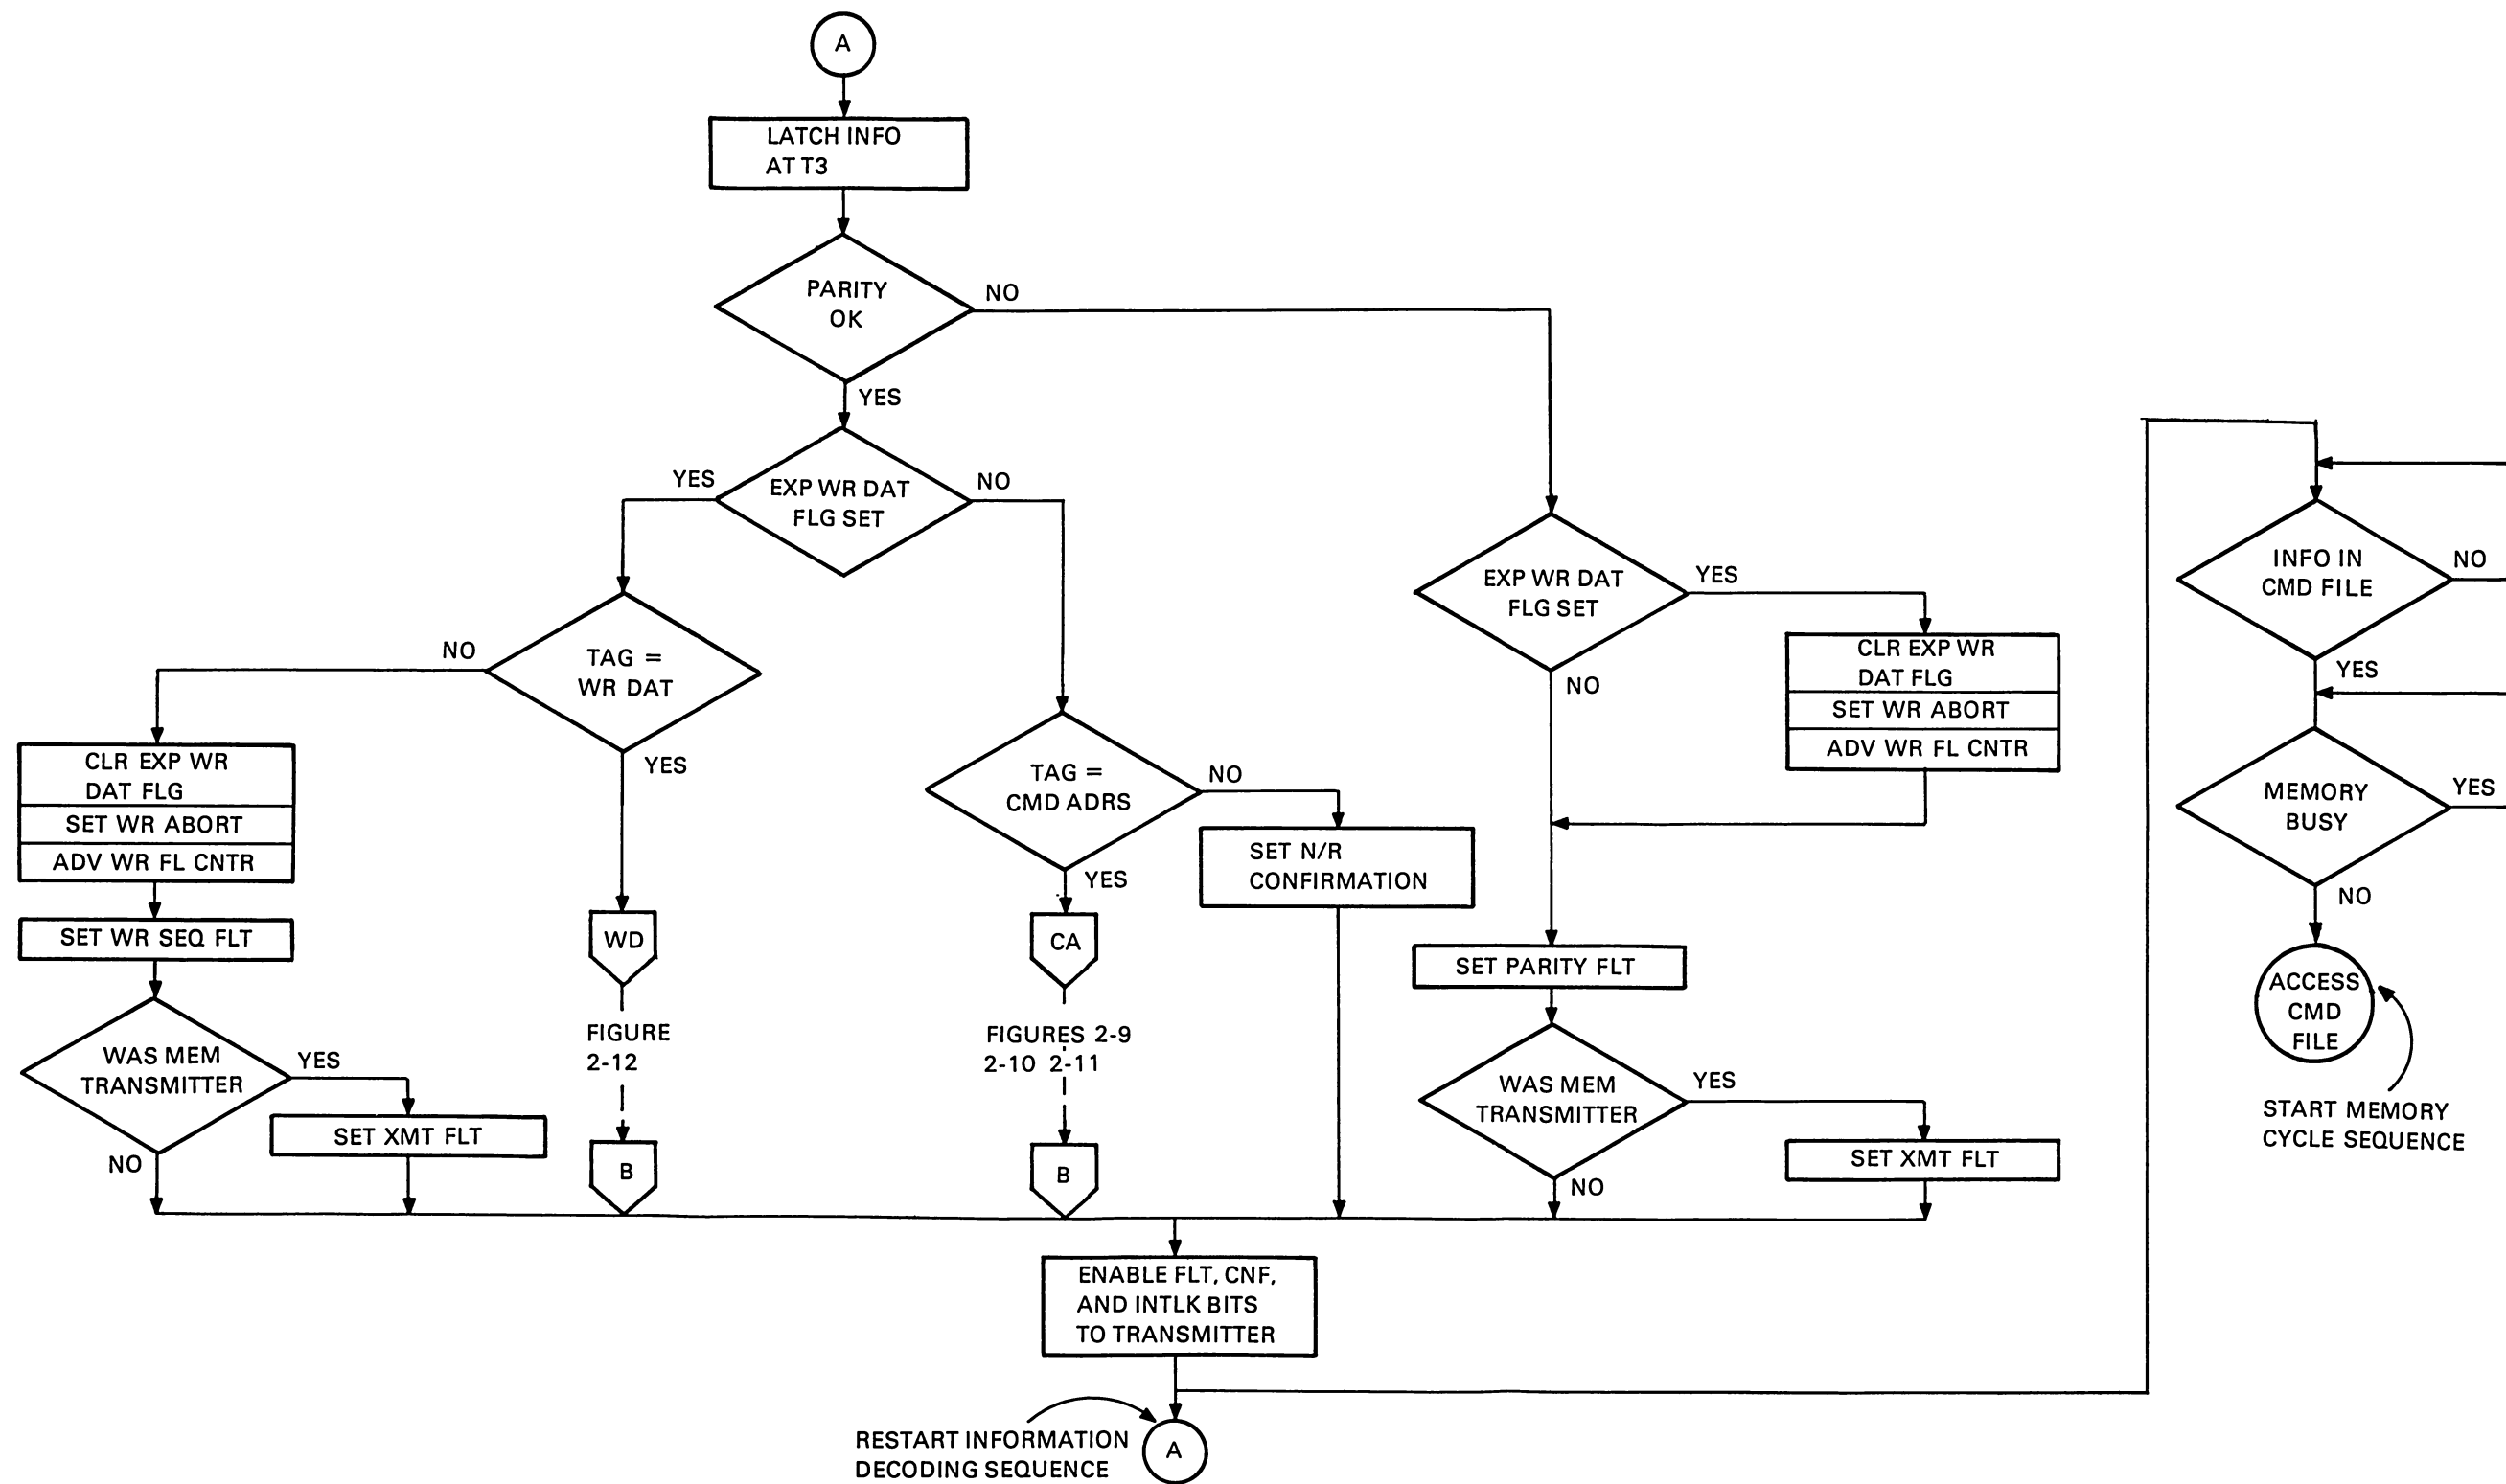 A
LATCH INFO
AT T3
PARITY
OK
NO
YES
EXP WR DAT
FLG SET
YES
NO
TAG =
WR DAT
NO
YES
CLR EXP WR
DAT FLG
SET WR ABORT
ADV WR FL CNTR
SET WR SEQ FLT
WAS MEM
TRANSMITTER
YES
NO
SET XMT FLT
WD
FIGURE
2-12
B
TAG =
CMD ADRS
NO
YES
SET N/R
CONFIRMATION
CA
FIGURES 2-9
2-10 2-11
B
EXP WR DAT
FLG SET
YES
NO
CLR EXP WR
DAT FLG
SET WR ABORT
ADV WR FL CNTR
SET PARITY FLT
WAS MEM
TRANSMITTER
YES
NO
SET XMT FLT
ENABLE FLT, CNF,
AND INTLK BITS
TO TRANSMITTER
RESTART INFORMATION
DECODING SEQUENCE
A
INFO IN
CMD FILE
NO
YES
MEMORY
BUSY
YES
NO
ACCESS
CMD
FILE
START MEMORY
CYCLE SEQUENCE